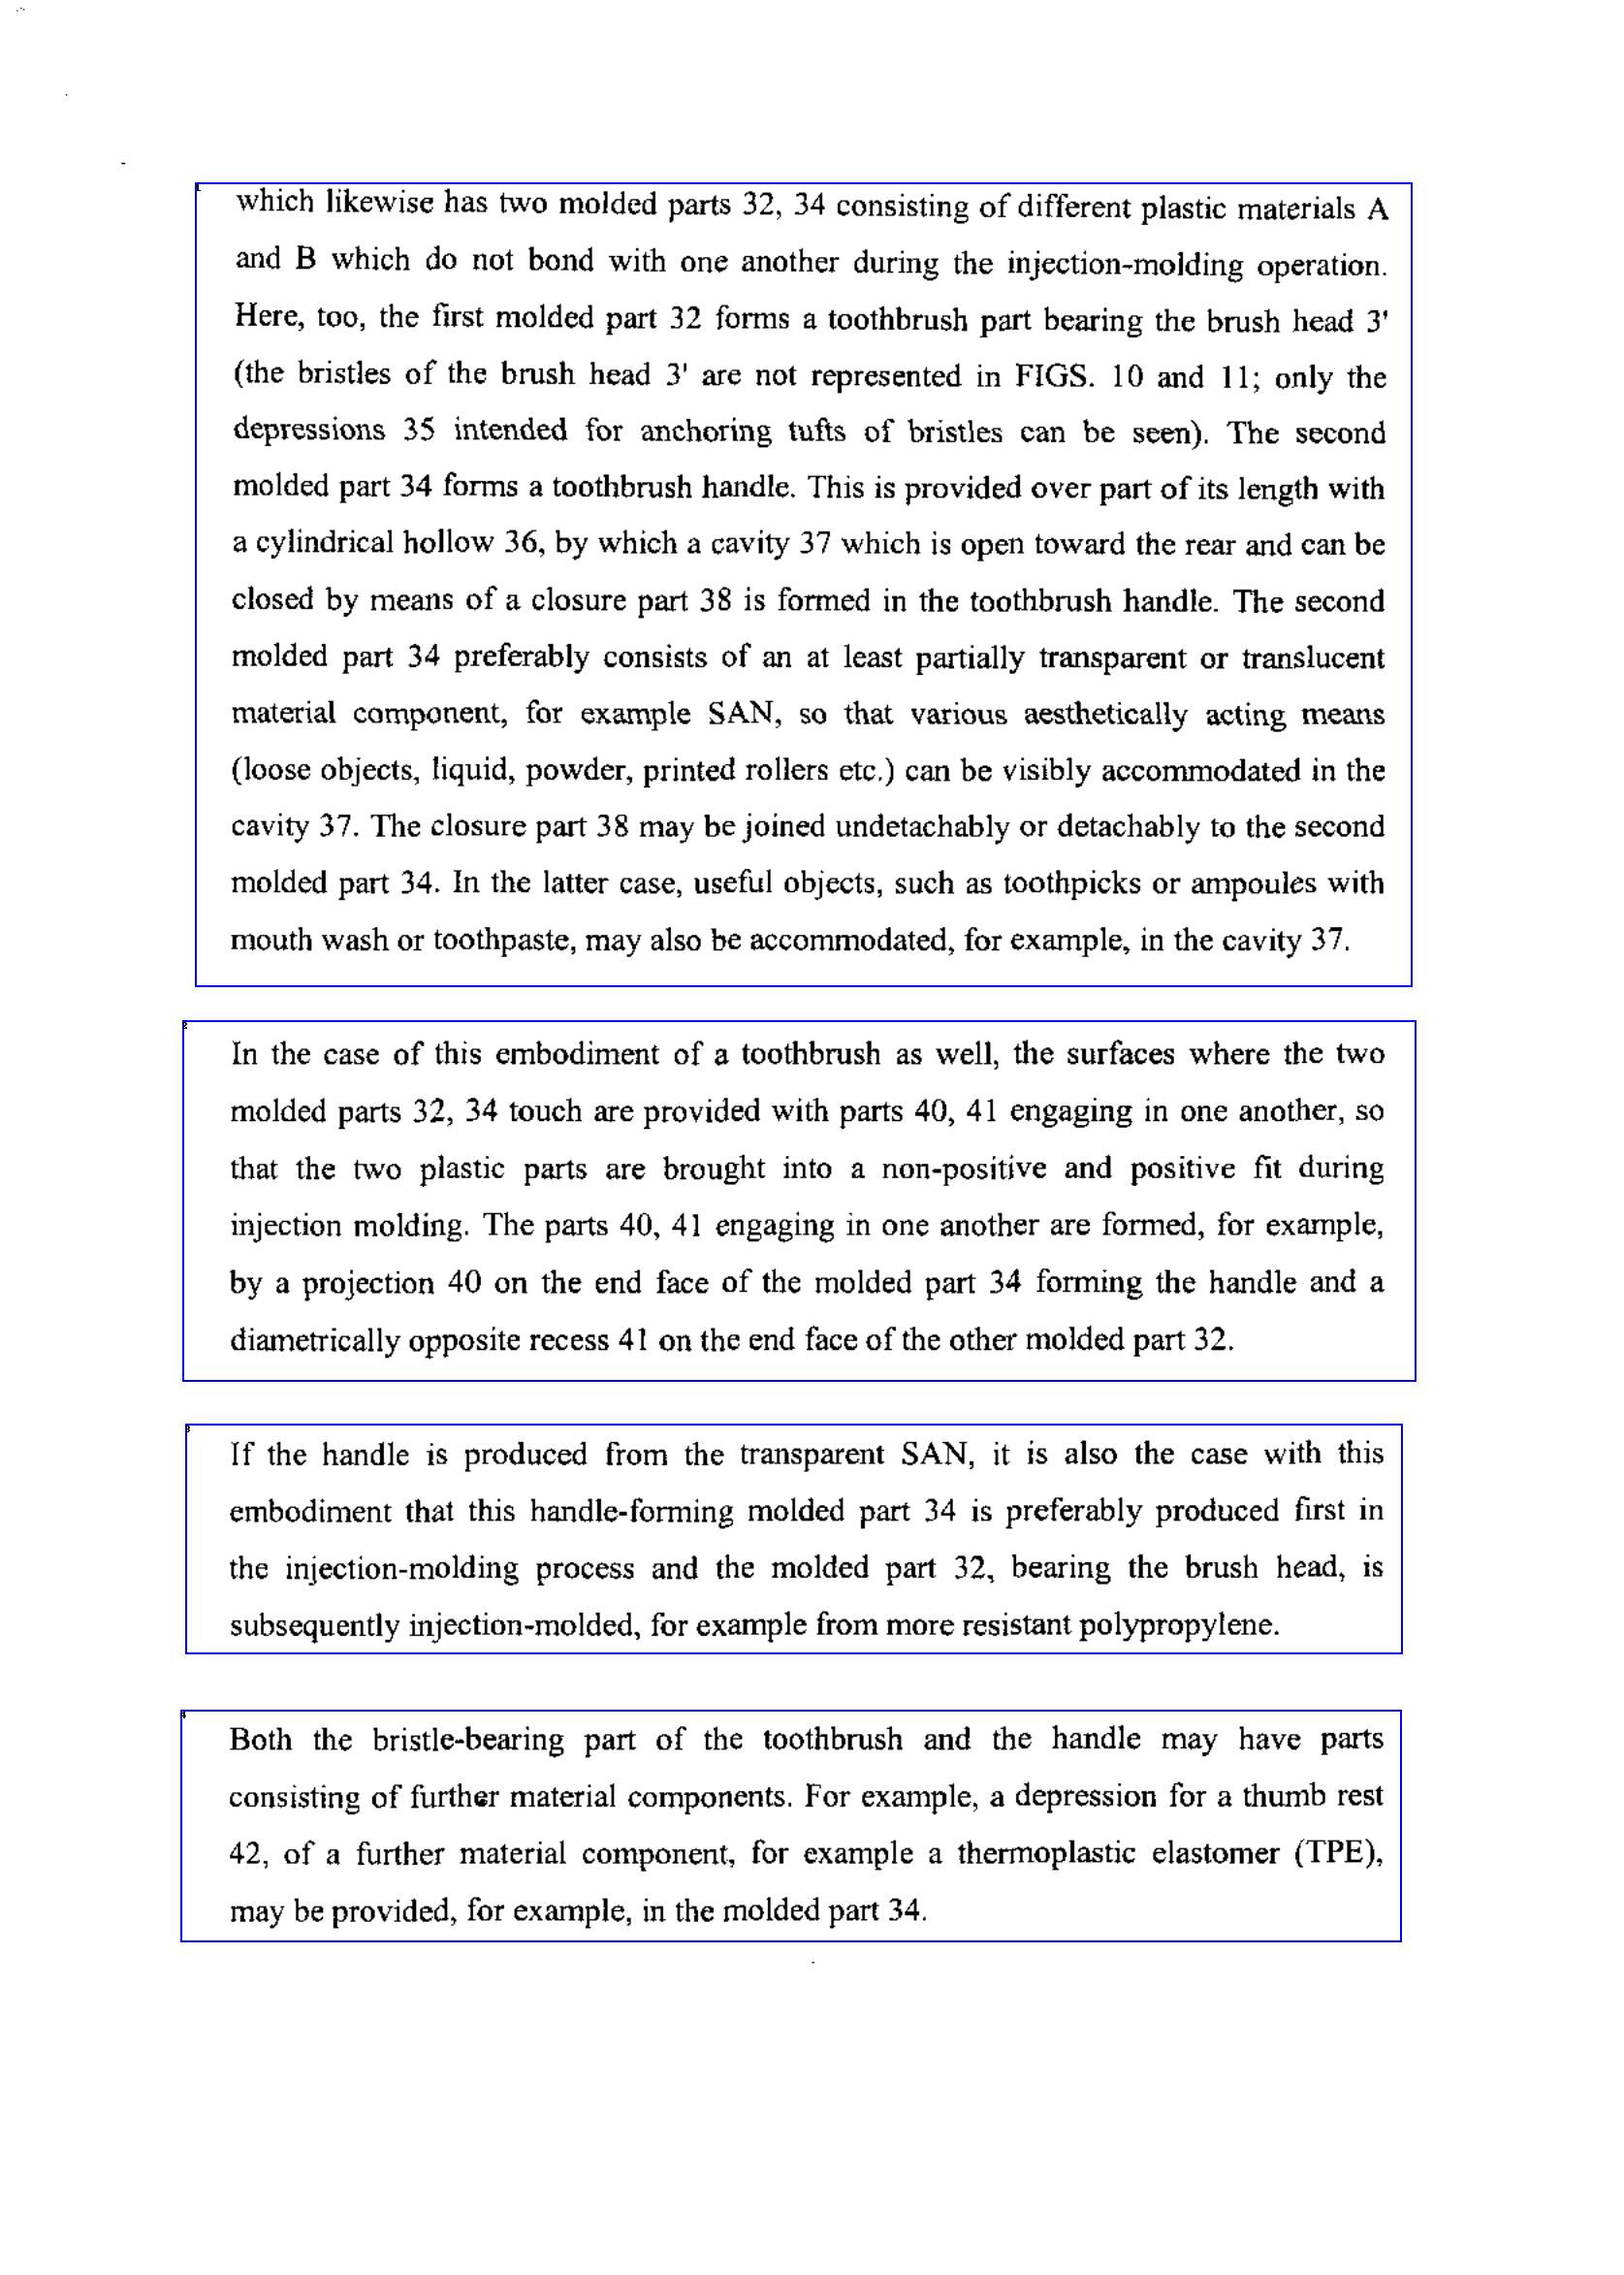 which likewise has two molded parts 32, 34 consisting of different plastic materials A
and B which do not bond with one another during the injection-molding operation.
Here, too, the first molded part 32 forms a toothbrush part bearing the brush head 3'
(the bristles of the brush head 3' are not represented in FIGS. 10 and 11; only the
depressions 35 intended for anchoring tufts of bristles can be seen). The second
molded part 34 forms a toothbrush handle. This is provided over part of its length with
a cylindrical hollow 36, by which a cavity 37 which is open toward the rear and can be
closed by means of a closure part 38 is formed in the toothbrush handle. The second
molded part 34 preferably consists of an at least partially transparent or translucent
material component, for example SAN, so that various aesthetically acting means
(loose objects, liquid, powder, printed rollers etc.) can be visibly accommodated in the
cavity 37. The closure part 38 may be joined undetachably or detachably to the second
molded part 34. In the latter case, useful objects, such as toothpicks or ampoules with
mouth wash or toothpaste, may also be accommodated, for example, in the cavity 37.
In the case of this embodiment of a toothbrush as well, the surfaces where the two
molded parts 32, 34 touch are provided with parts 40, 41 engaging in one another, so
that the two plastic parts are brought into a non-positive and positive fit during
injection molding. The parts 40, 41 engaging in one another are formed, for example,
by a projection 40 on the end face of the molded part 34 forming the handle and a
diametrically opposite recess 41 on the end face of the other molded part 32.
If the handle is produced from the transparent SAN, it is also the case with this
embodiment that this handle-forming molded part 34 is preferably produced first in
the injection-molding process and the molded part 32, bearing the brush head, is
subsequently injection-molded, for example from more resistant polypropylene.
Both the bristle-bearing part of the toothbrush and the handle may have parts
consisting of further material components. For example, a depression for a thumb rest
42, of a further material component, for example a thermoplastic elastomer (TPE),
may be provided, for example, in the molded part 34.